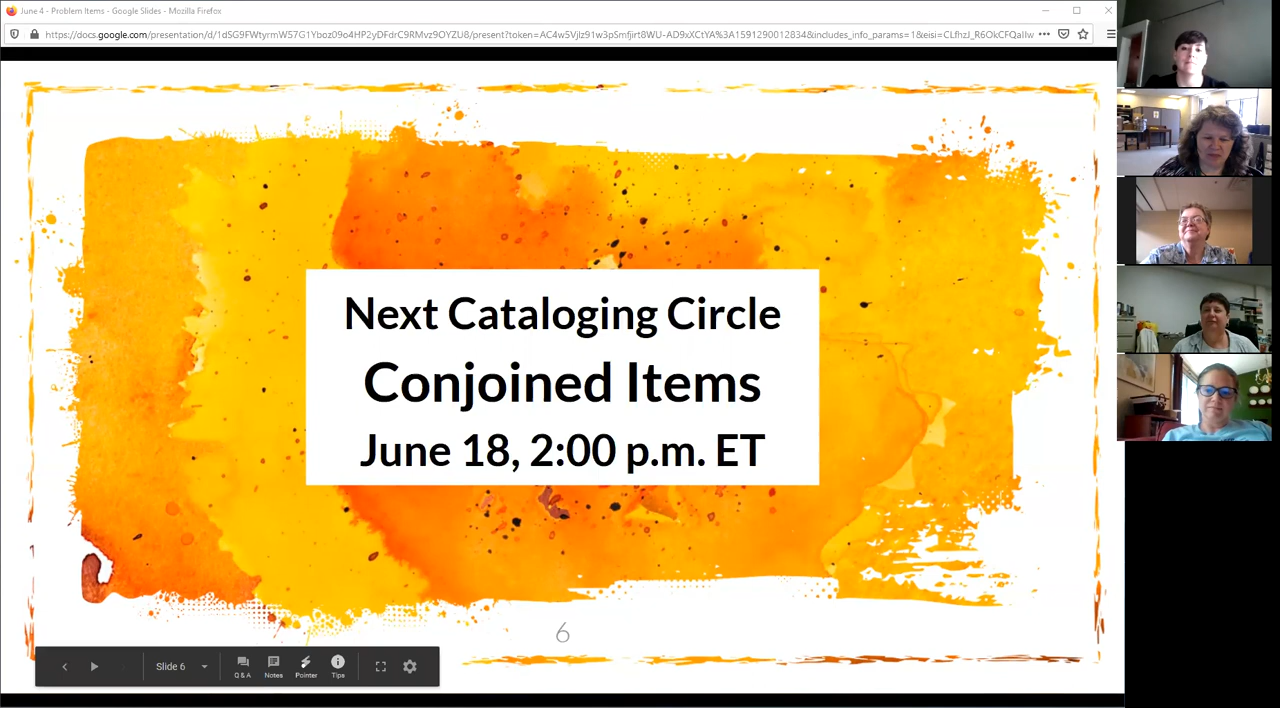 June 4 - Problem Items - Google Slides - Mozilla Firefox
Next Cataloging Circle
Conjoined Items
June 18, 2:00 p.m. ET
6
Slide 6
Q & A
Notes
Pointer
Tips